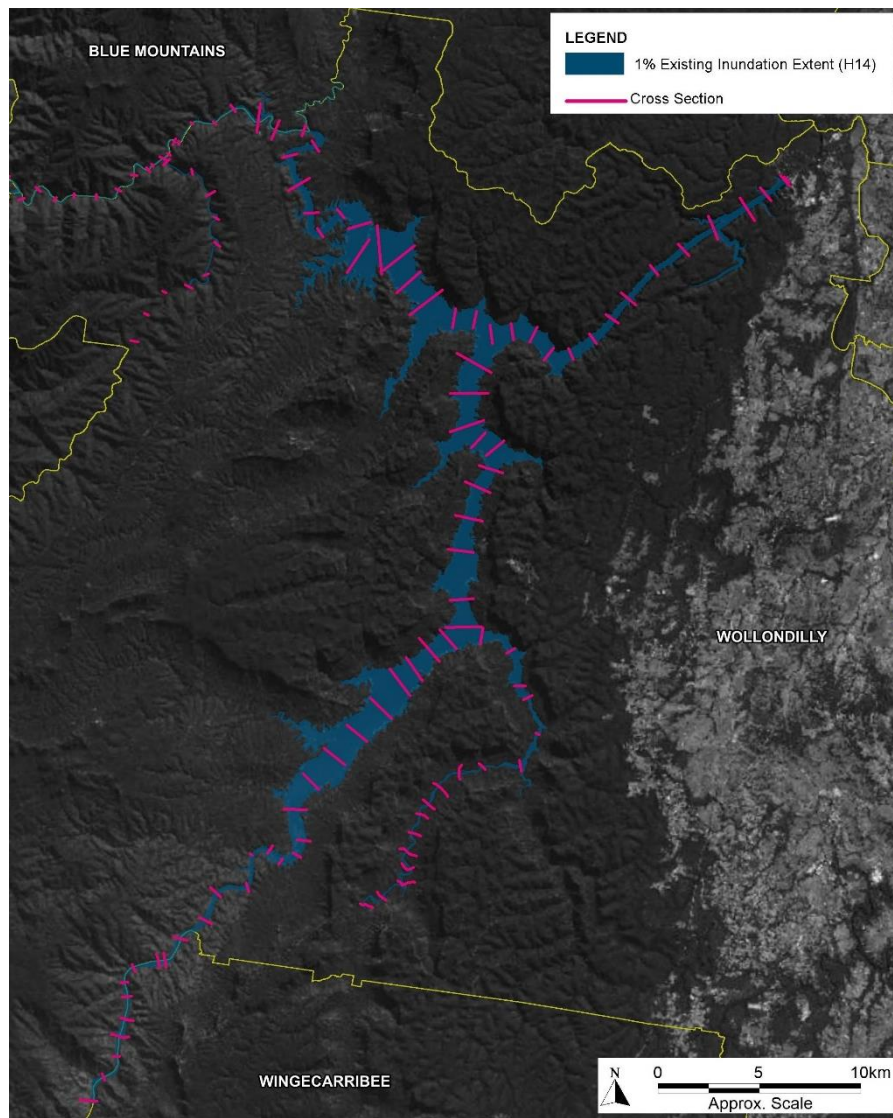 BLUE MOUNTAINS
LEGEND
1% Existing Inundation Extent (H14)
Cross Section
WOLLONDILLY
WINGECARRIBEE
N
0 5 10km
Approx. Scale